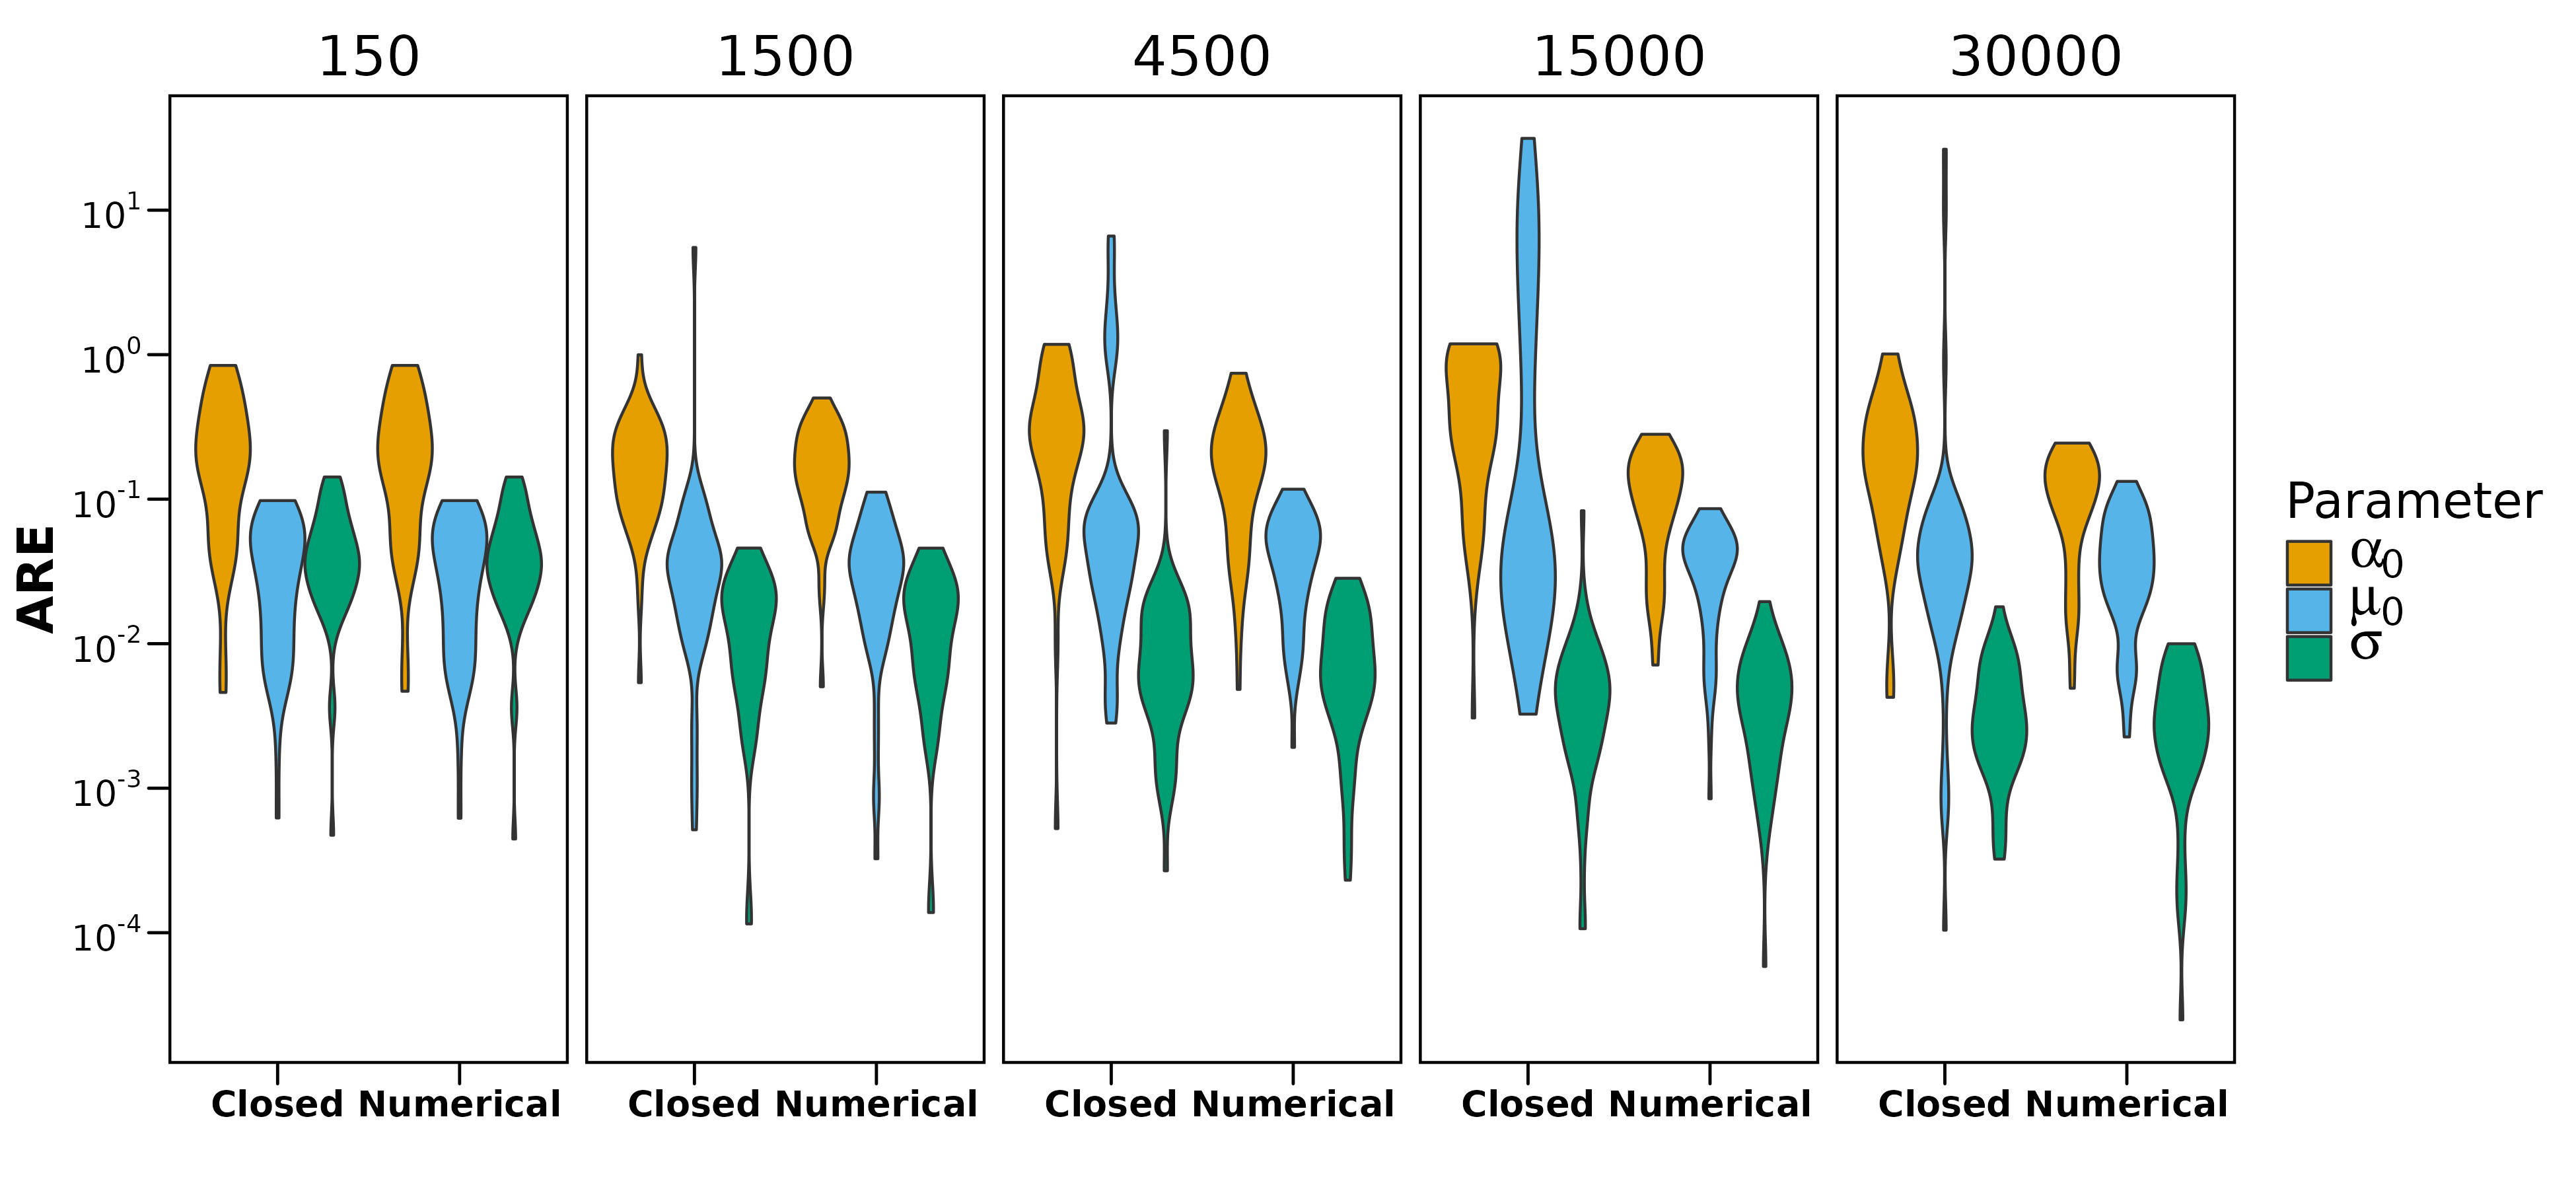 150 1500 4500 15000 30000
ARE
10¹
10⁰
10⁻¹
10⁻²
10⁻³
10⁻⁴
Closed Numerical Closed Numerical Closed Numerical Closed Numerical Closed Numerical
Parameter
α₀
μ₀
σ